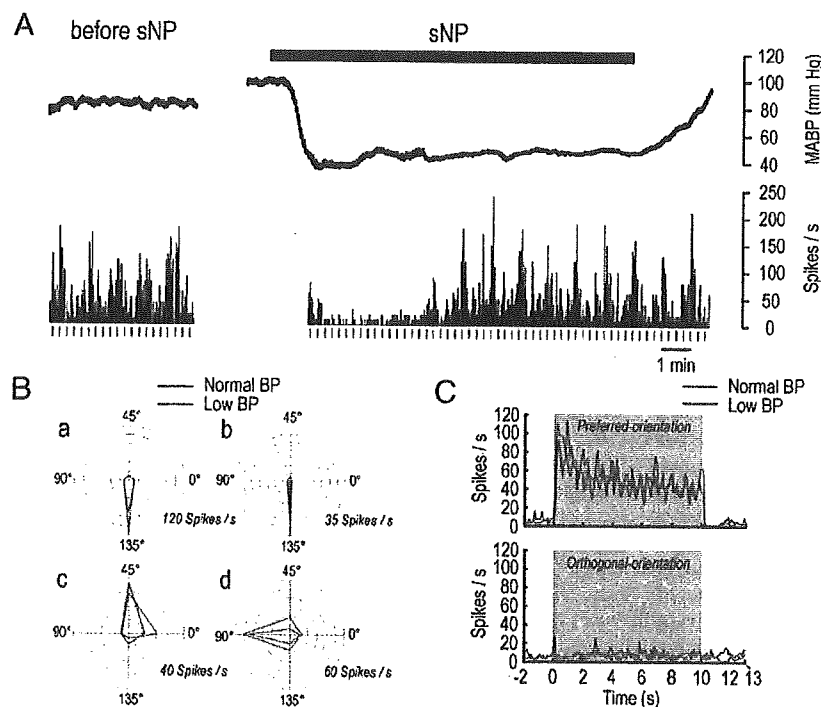 A
before sNP
sNP
120
100
80
60
40
MABP (mm Hg)
250
200
150
100
50
0
Spikes / s
1 min
B
Normal BP
Low BP
a
45°
90°
0°
135°
120 Spikes / s
b
45°
90°
0°
135°
35 Spikes / s
c
45°
90°
0°
135°
40 Spikes / s
d
45°
90°
0°
135°
60 Spikes / s
C
Normal BP
Low BP
Preferred-orientation
120
100
80
60
40
20
0
Spikes / s
Orthogonal-orientation
120
100
80
60
40
20
0
Spikes / s
-2 0 2 4 6 8 10 12 13
Time (s)